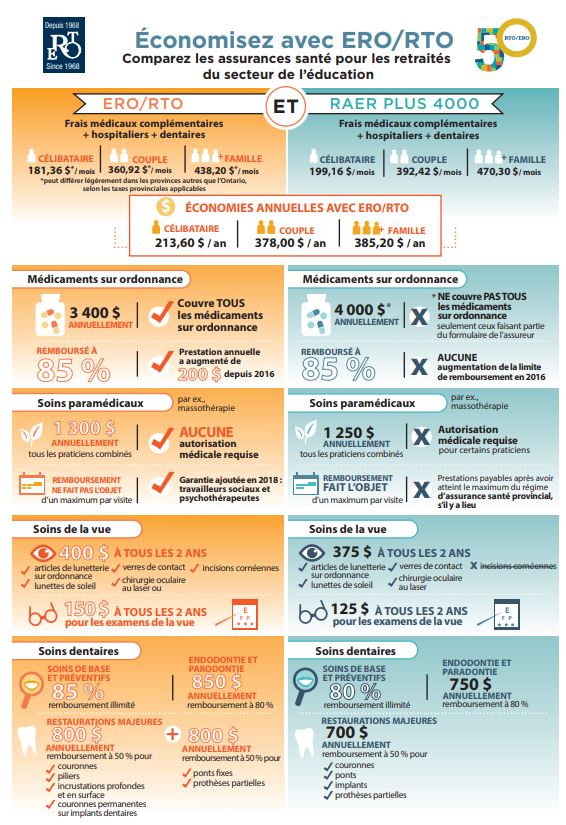 Depuis 1968
ERTO
Since 1968
Économisez avec ERO/RTO
Comparez les assurances santé pour les retraités
du secteur de l’éducation
50
RTO/ERO
ERO/RTO
ET
RAER PLUS 4000
Frais médicaux complémentaires
+ hospitaliers + dentaires
CÉLIBATAIRE
181,36 $*/ mois
COUPLE
360,92 $*/ mois
+ FAMILLE
438,20 $*/ mois
*peut différer légèrement dans les provinces autres que l’Ontario,
selon les taxes provinciales applicables
Frais médicaux complémentaires
+ hospitaliers + dentaires
CÉLIBATAIRE
199,16 $/ mois
COUPLE
392,42 $/ mois
+ FAMILLE
470,30 $/ mois
$ ÉCONOMIES ANNUELLES AVEC ERO/RTO
CÉLIBATAIRE
213,60 $ / an
COUPLE
378,00 $ / an
+ FAMILLE
385,20 $ / an
Médicaments sur ordonnance
3 400 $
ANNUELLEMENT
Couvre TOUS
les médicaments
sur ordonnance
REMBOURSÉ À
85 %
Prestation annuelle
a augmenté de
200 $ depuis 2016
Médicaments sur ordonnance
4 000 $*
ANNUELLEMENT
X
* NE couvre PAS TOUS
les médicaments
sur ordonnance
seulement ceux faisant partie
du formulaire de l’assureur
REMBOURSÉ À
85 %
X
AUCUNE
augmentation de la limite
de remboursement en 2016
Soins paramédicaux
par ex.,
massothérapie
1 300 $
ANNUELLEMENT
tous les praticiens combinés
AUCUNE
autorisation
médicale requise
REMBOURSEMENT
NE FAIT PAS L’OBJET
d’un maximum par visite
Garantie ajoutée en 2018 :
travailleurs sociaux et
psychothérapeutes
Soins paramédicaux
par ex.,
massothérapie
1 250 $
ANNUELLEMENT
tous les praticiens combinés
X
Autorisation
médicale requise
pour certains praticiens
REMBOURSEMENT
FAIT L’OBJET
d’un maximum par visite
X
Prestations payables après avoir
atteint le maximum du régime
d’assurance santé provincial,
s’il y a lieu
Soins de la vue
400 $ À TOUS LES 2 ANS
articles de lunetterie
sur ordonnance
lunettes de soleil
verres de contact
chirurgie oculaire
au laser ou
incisions cornéennes
150 $ À TOUS LES 2 ANS
pour les examens de la vue
E
F P
Soins de la vue
375 $ À TOUS LES 2 ANS
articles de lunetterie
sur ordonnance
lunettes de soleil
verres de contact
chirurgie oculaire
au laser
X incisions cornéennes
125 $ À TOUS LES 2 ANS
pour les examens de la vue
E
F P
Soins dentaires
SOINS DE BASE
ET PRÉVENTIFS
85 %
remboursement illimité
ENDODONTIE ET
PARODONTIE
850 $
ANNUELLEMENT
remboursement à 80 %
RESTAURATIONS MAJEURES
800 $
ANNUELLEMENT
remboursement à 50 % pour
couronnes
piliers
incrustations profondes
et en surface
couronnes permanentes
sur implants dentaires
+
800 $
ANNUELLEMENT
remboursement à 50 % pour
ponts fixes
prothèses partielles
Soins dentaires
SOINS DE BASE
ET PRÉVENTIFS
80 %
remboursement illimité
ENDODONTIE ET
PARODONTIE
750 $
ANNUELLEMENT
remboursement à 80 %
RESTAURATIONS MAJEURES
700 $
ANNUELLEMENT
remboursement à 50 % pour
couronnes
ponts
implants
prothèses partielles